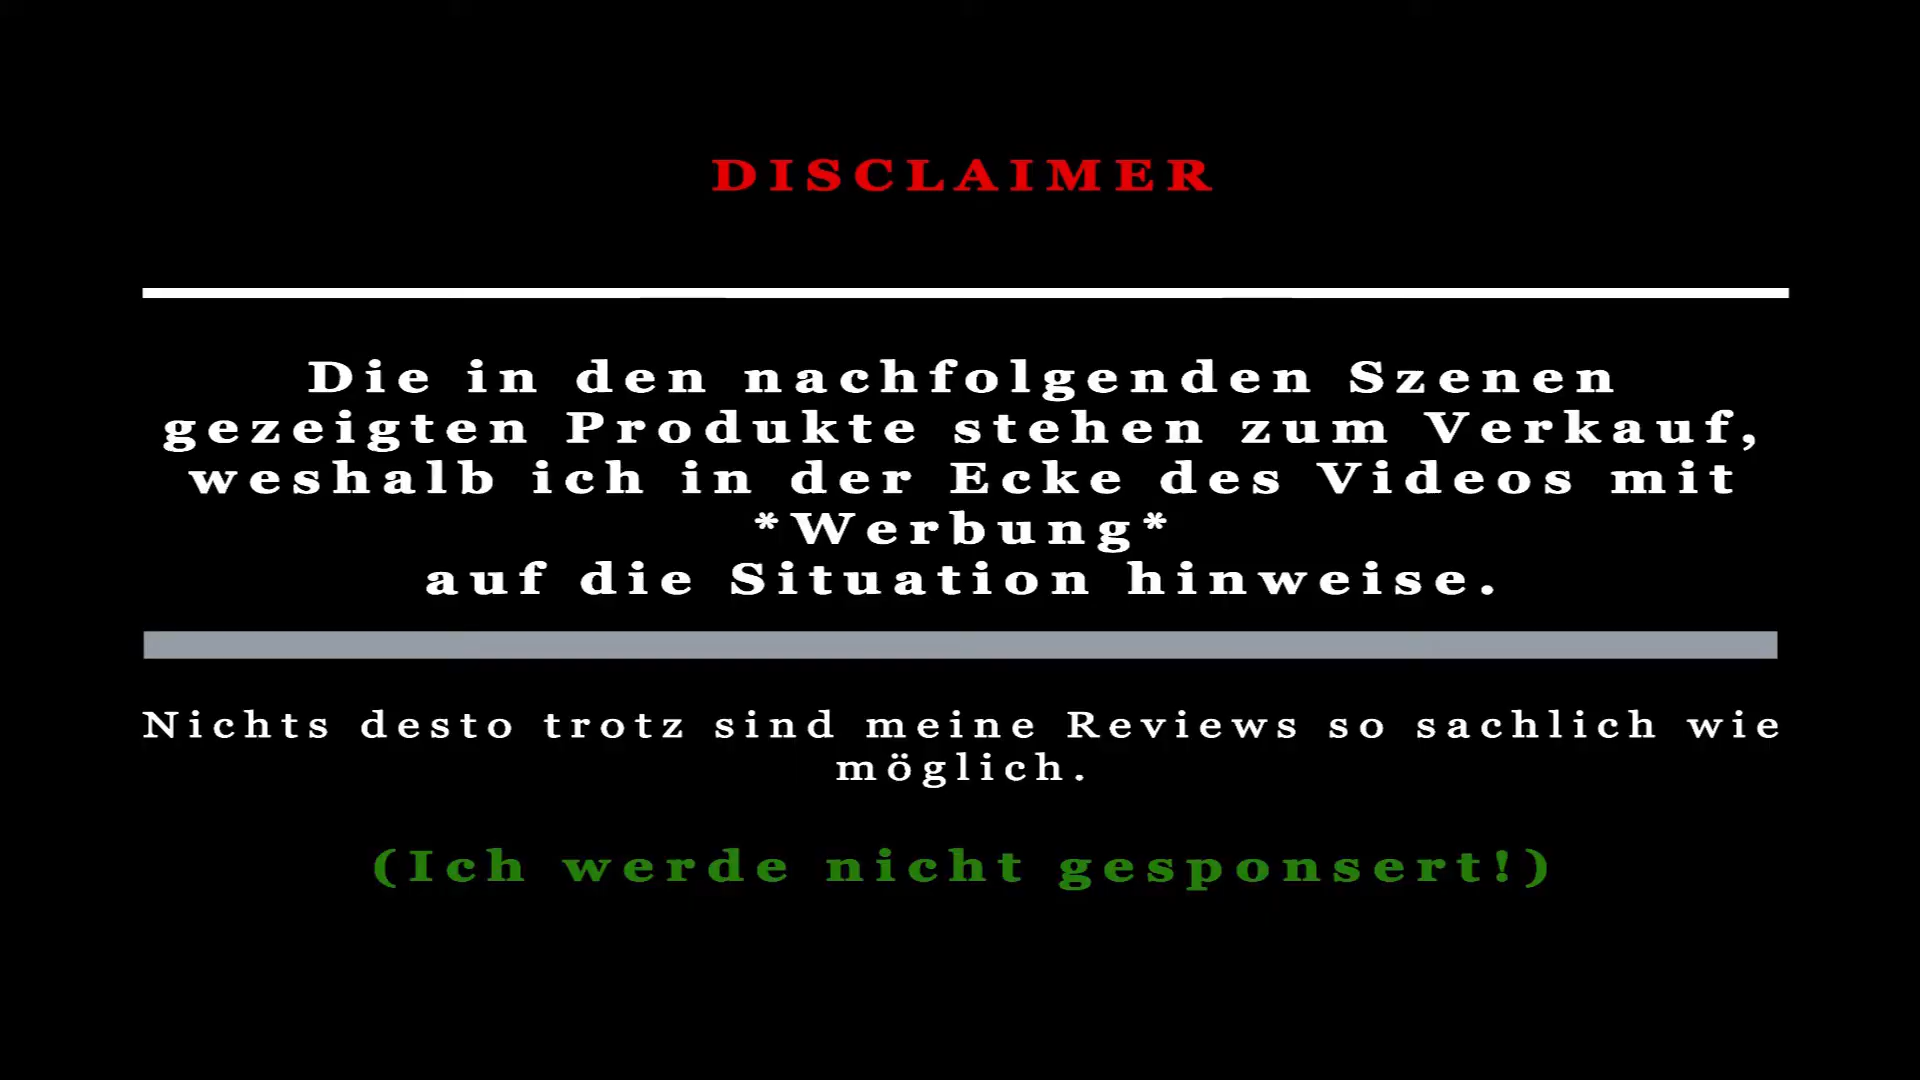 DISCLAIMER
Die in den nachfolgenden Szenen
gezeigten Produkte stehen zum Verkauf,
weshalb ich in der Ecke des Videos mit
*Werbung*
auf die Situation hinweise.
Nichts desto trotz sind meine Reviews so sachlich wie
möglich.
(Ich werde nicht gesponsert!)